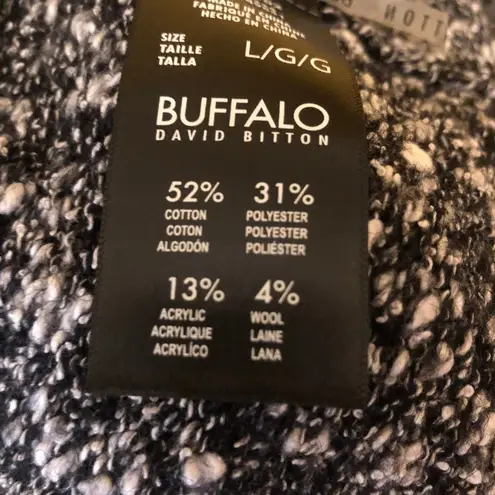 MADE IN CHINA
FABRIQUÉ EN CHINE
HECHO EN CHINA
SIZE
TAILLE
TALLA
L/G/G
BUFFALO
DAVID BITTON
52% 31%
COTTON POLYESTER
COTON POLYESTER
ALGODÓN POLIÉSTER
13% 4%
ACRYLIC WOOL
ACRYLIQUE LAINE
ACRYLÍCO LANA